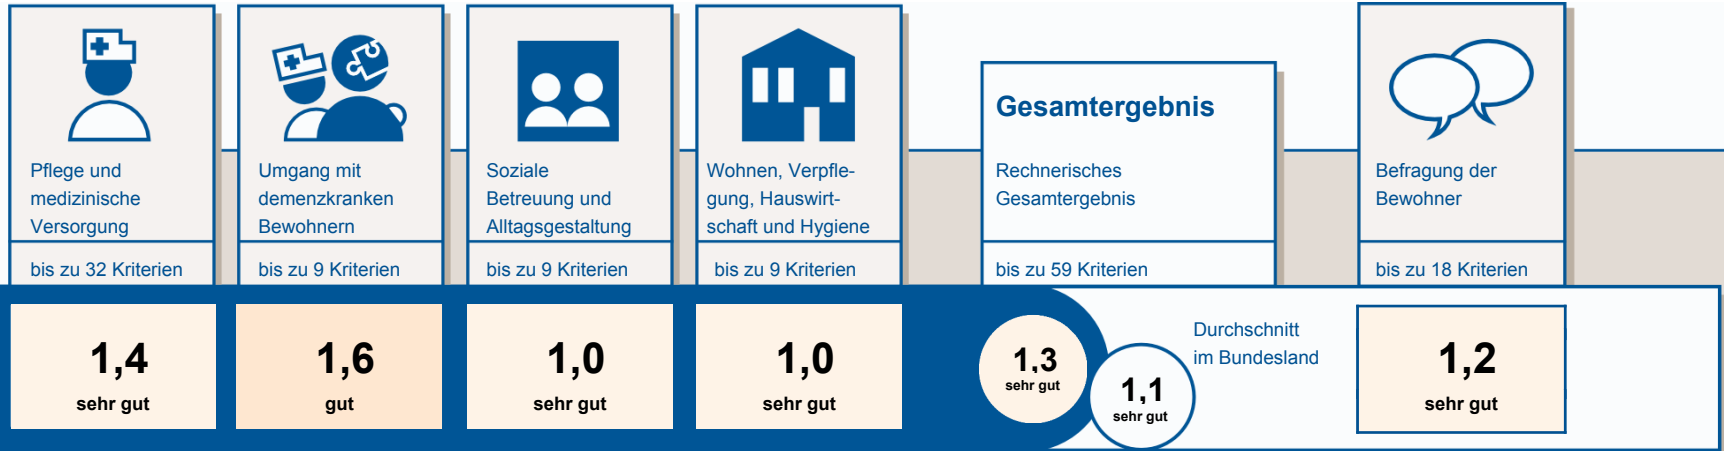 Pflege und
medizinische
Versorgung
bis zu 32 Kriterien
1,4
sehr gut
Umgang mit
demenzkranken
Bewohnern
bis zu 9 Kriterien
1,6
gut
Soziale
Betreuung und
Alltagsgestaltung
bis zu 9 Kriterien
1,0
sehr gut
Wohnen, Verpfle-
gung, Hauswirt-
schaft und Hygiene
bis zu 9 Kriterien
1,0
sehr gut
Gesamtergebnis
Rechnerisches
Gesamtergebnis
bis zu 59 Kriterien
1,3
sehr gut
1,1
sehr gut
Durchschnitt
im Bundesland
Befragung der
Bewohner
bis zu 18 Kriterien
1,2
sehr gut